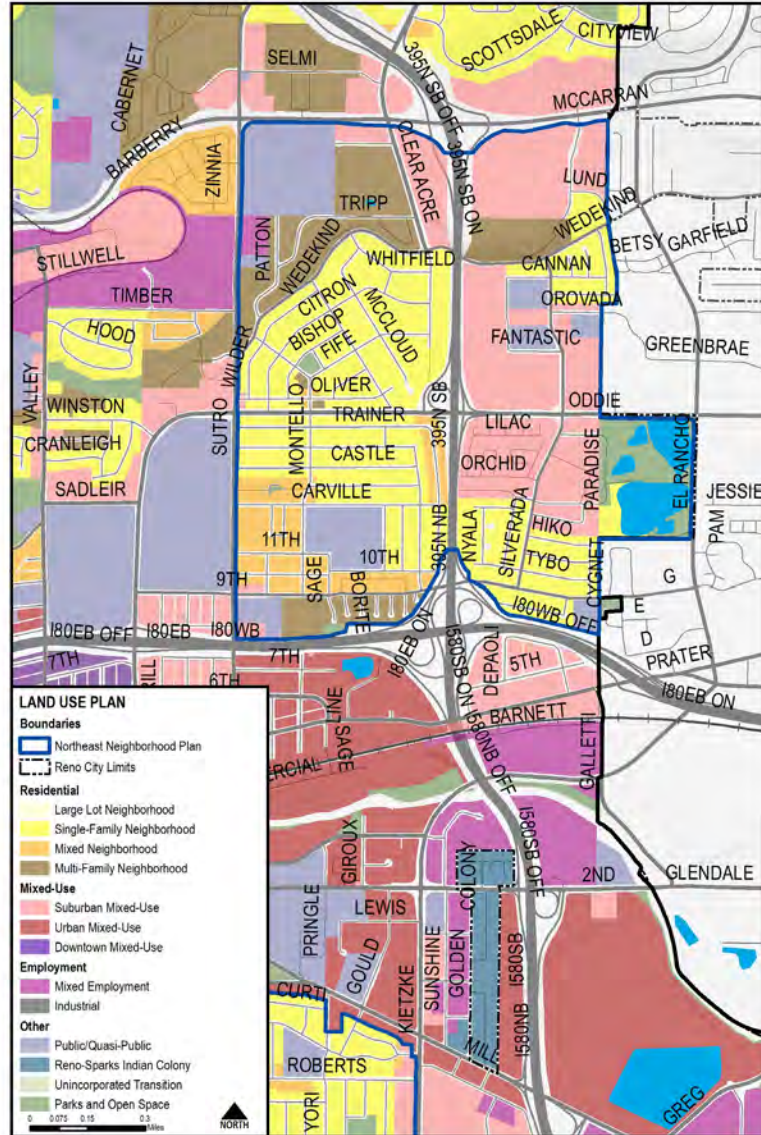 SCOTTSDALE
CITYVIEW
SELMI
CABERNET
395N SB OFF
MCCARRAN
BARBERRY
ZINNIA
CLEAR ACRE
395N SB ON
LUND
TRIPP
WEDEKIND
PATTON
WEDEKIND
BETSY
GARFIELD
STILLWELL
WHITFIELD
CANNAN
TIMBER
CITRON
MCCLOUD
OROVADA
BISHOP
FIFE
HOOD
FANTASTIC
GREENBRAE
WILDER
OLIVER
VALLEY
WINSTON
MONTELLO
TRAINER
395N SB
ODDIE
LILAC
CRANLEIGH
SUTRO
CASTLE
ORCHID
PARADISE
EL RANCHO
SADLEIR
CARVILLE
JESSIE
PAM
11TH
395N NB
NYALA
SILVERADA
HIKO
10TH
TYBO
9TH
SAGE
BORITE
CYGNET
G
I80WB OFF
E
I80EB OFF
I80EB
I80WB
7TH
7TH
I80EB ON
I580SB ON
DEPAOLI
5TH
D
PRATER
I80EB ON
6TH
RILL
LINE
SAGE
BARNETT
I580NB OFF
GALLETTI
ERCIAL
GIROUX
COLONY
I580SB OFF
2ND
GLENDALE
PRINGLE
LEWIS
GOULD
KIETZKE
SUNSHINE
GOLDEN
I580SB
I580NB
CURTI
MILL
ROBERTS
YORI
GREG
LAND USE PLAN
Boundaries
Northeast Neighborhood Plan
Reno City Limits
Residential
Large Lot Neighborhood
Single-Family Neighborhood
Mixed Neighborhood
Multi-Family Neighborhood
Mixed-Use
Suburban Mixed-Use
Urban Mixed-Use
Downtown Mixed-Use
Employment
Mixed Employment
Industrial
Other
Public/Quasi-Public
Reno-Sparks Indian Colony
Unincorporated Transition
Parks and Open Space
0 0.075 0.15 0.3
Miles
NORTH